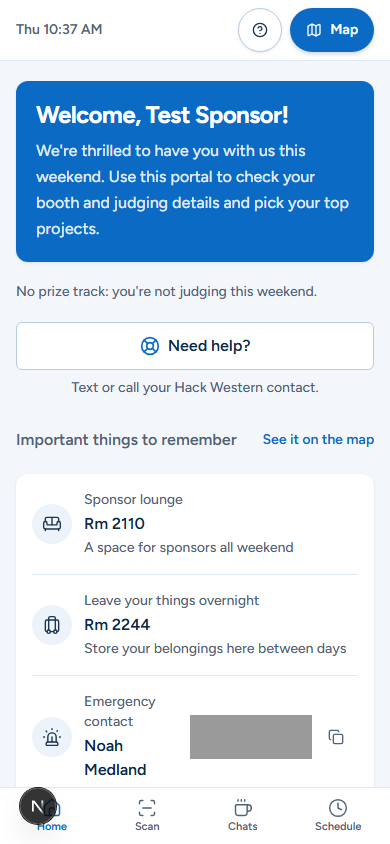 Thu 10:37 AM
Map
Welcome, Test Sponsor!
We're thrilled to have you with us this
weekend. Use this portal to check your
booth and judging details and pick your top
projects.
No prize track: you're not judging this weekend.
Need help?
Text or call your Hack Western contact.
Important things to remember
See it on the map
Sponsor lounge
Rm 2110
A space for sponsors all weekend
Leave your things overnight
Rm 2244
Store your belongings here between days
Emergency
contact
Noah
Medland
N
Home
Scan
Chats
Schedule